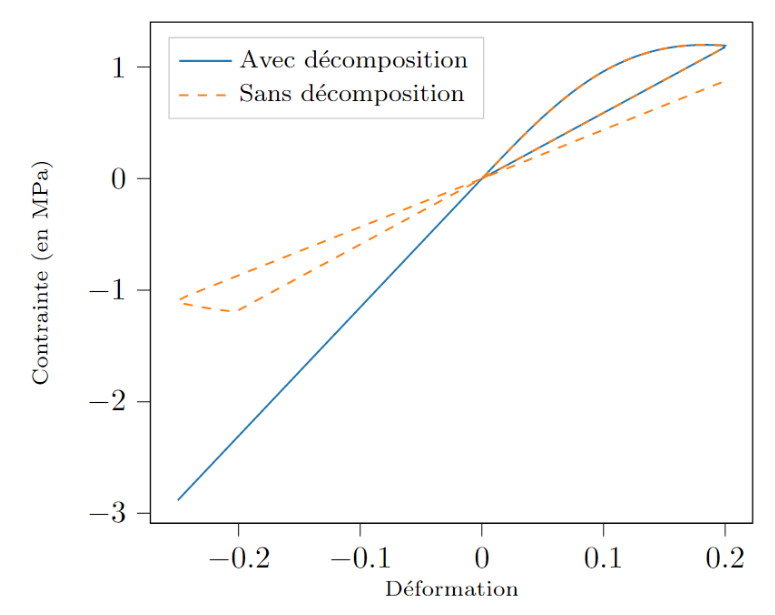 Avec décomposition
Sans décomposition
1
0
−1
−2
−3
Contrainte (en MPa)
−0.2 −0.1 0 0.1 0.2
Déformation